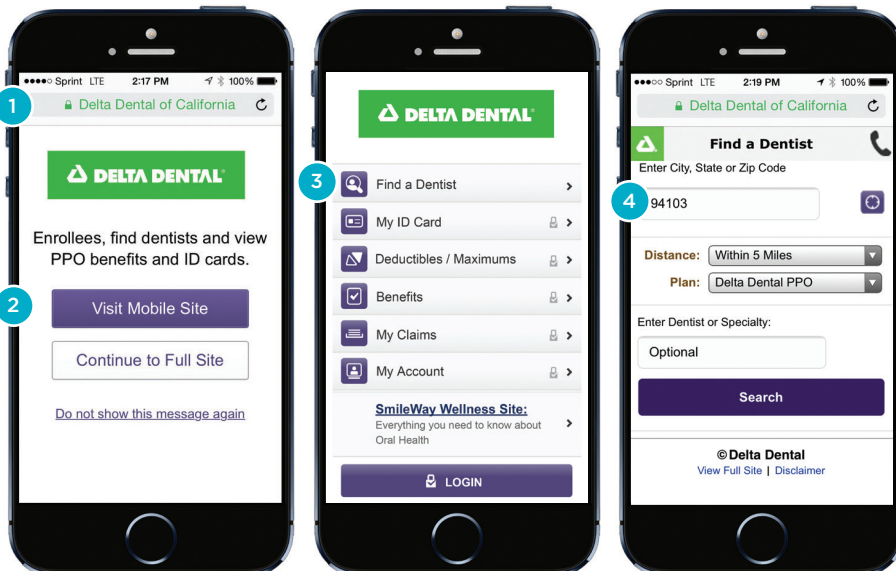 ●●●●○ Sprint LTE 2:17 PM 100%
1
Delta Dental of California
DELTA DENTAL®
Enrollees, find dentists and view
PPO benefits and ID cards.
2
Visit Mobile Site
Continue to Full Site
Do not show this message again
DELTA DENTAL®
3
Find a Dentist
My ID Card
Deductibles / Maximums
Benefits
My Claims
My Account
SmileWay Wellness Site:
Everything you need to know about
Oral Health
LOGIN
●●●○○ Sprint LTE 2:19 PM 100%
Delta Dental of California
Find a Dentist
Enter City, State or Zip Code
4
94103
Distance: Within 5 Miles
Plan: Delta Dental PPO
Enter Dentist or Specialty:
Optional
Search
© Delta Dental
View Full Site | Disclaimer